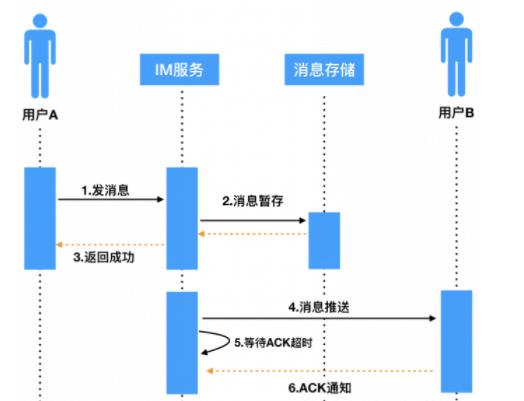 IM服务
消息存储
用户A
用户B
1.发消息
2.消息暂存
3.返回成功
4.消息推送
5.等待ACK超时
6.ACK通知